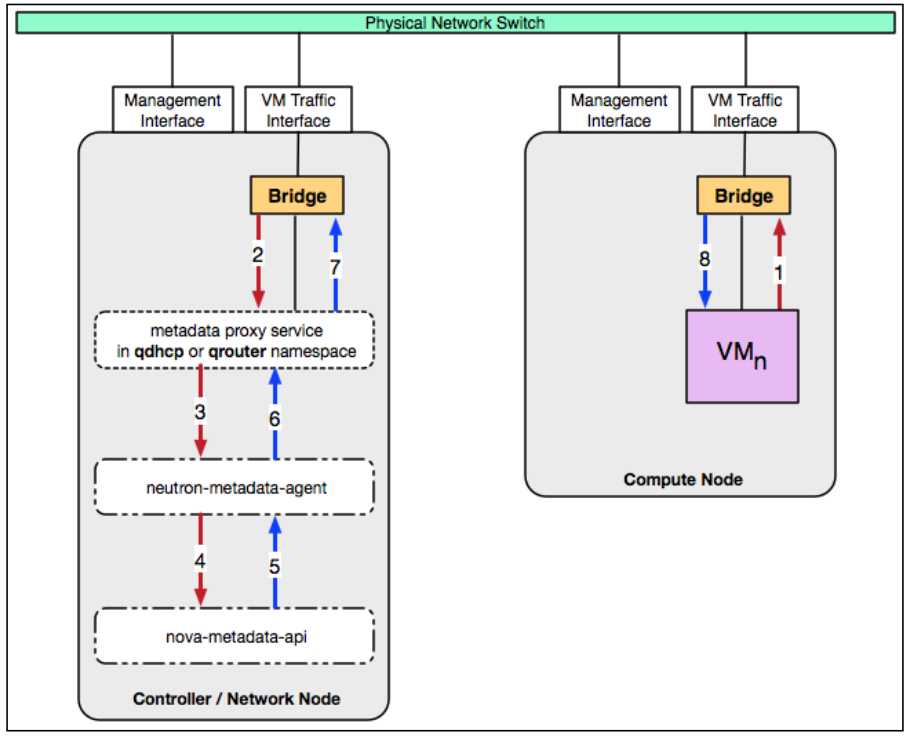 Physical Network Switch
Management
Interface
VM Traffic
Interface
Bridge
2
7
metadata proxy service
in qdhcp or qrouter namespace
3
6
neutron-metadata-agent
4
5
nova-metadata-api
Controller / Network Node
Management
Interface
VM Traffic
Interface
Bridge
8
1
VMn
Compute Node